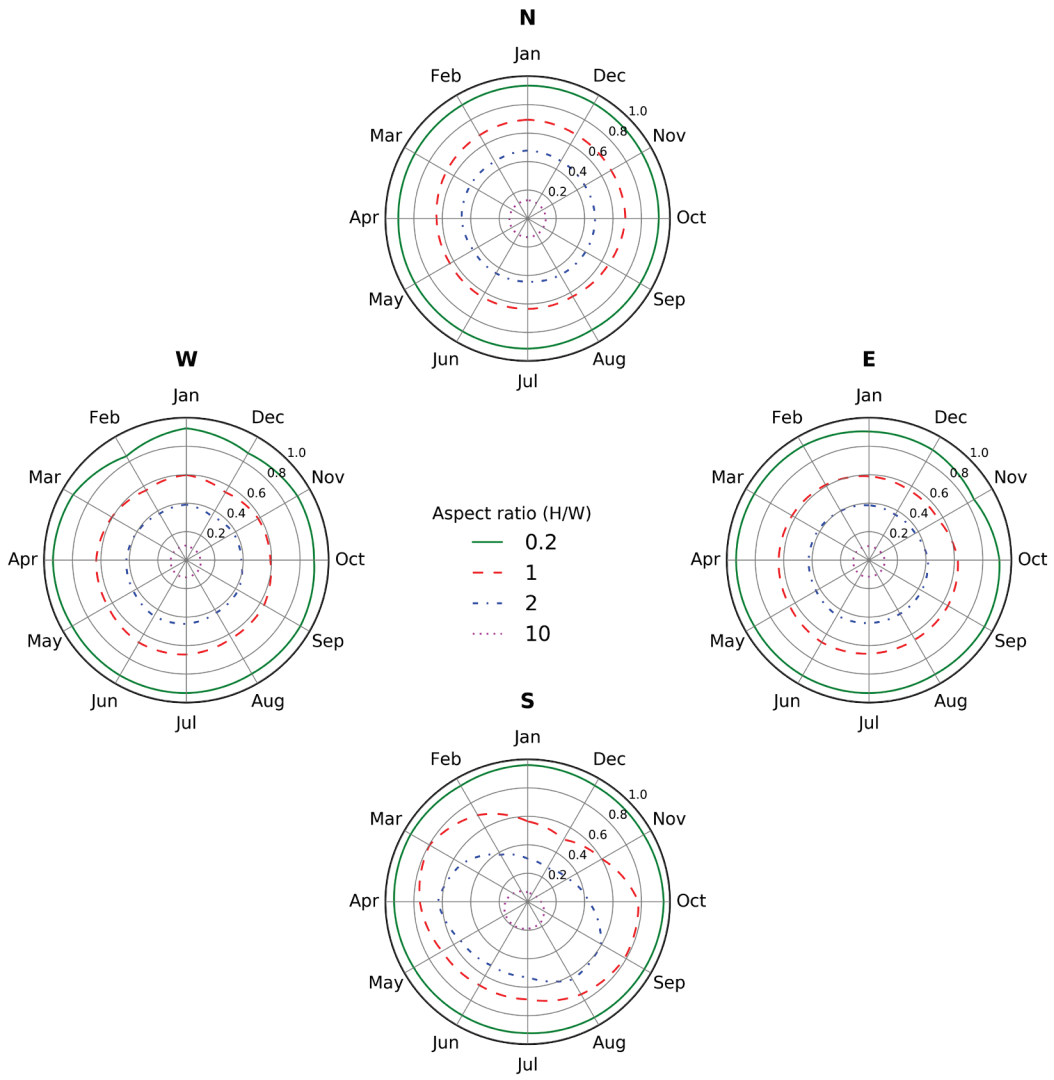 N
Jan
Feb Dec
1.0
Mar 0.8 Nov
0.6
0.4
0.2
Apr Oct
May Sep
Jun Aug
Jul
W
Jan
Feb Dec
1.0
Mar 0.8 Nov
0.6
0.4
0.2
Apr Oct
May Sep
Jun Aug
Jul
E
Jan
Feb Dec
1.0
Mar 0.8 Nov
0.6
0.4
0.2
Apr Oct
May Sep
Jun Aug
Jul
Aspect ratio (H/W)
0.2
1
2
10
S
Jan
Feb Dec
1.0
Mar 0.8 Nov
0.6
0.4
0.2
Apr Oct
May Sep
Jun Aug
Jul